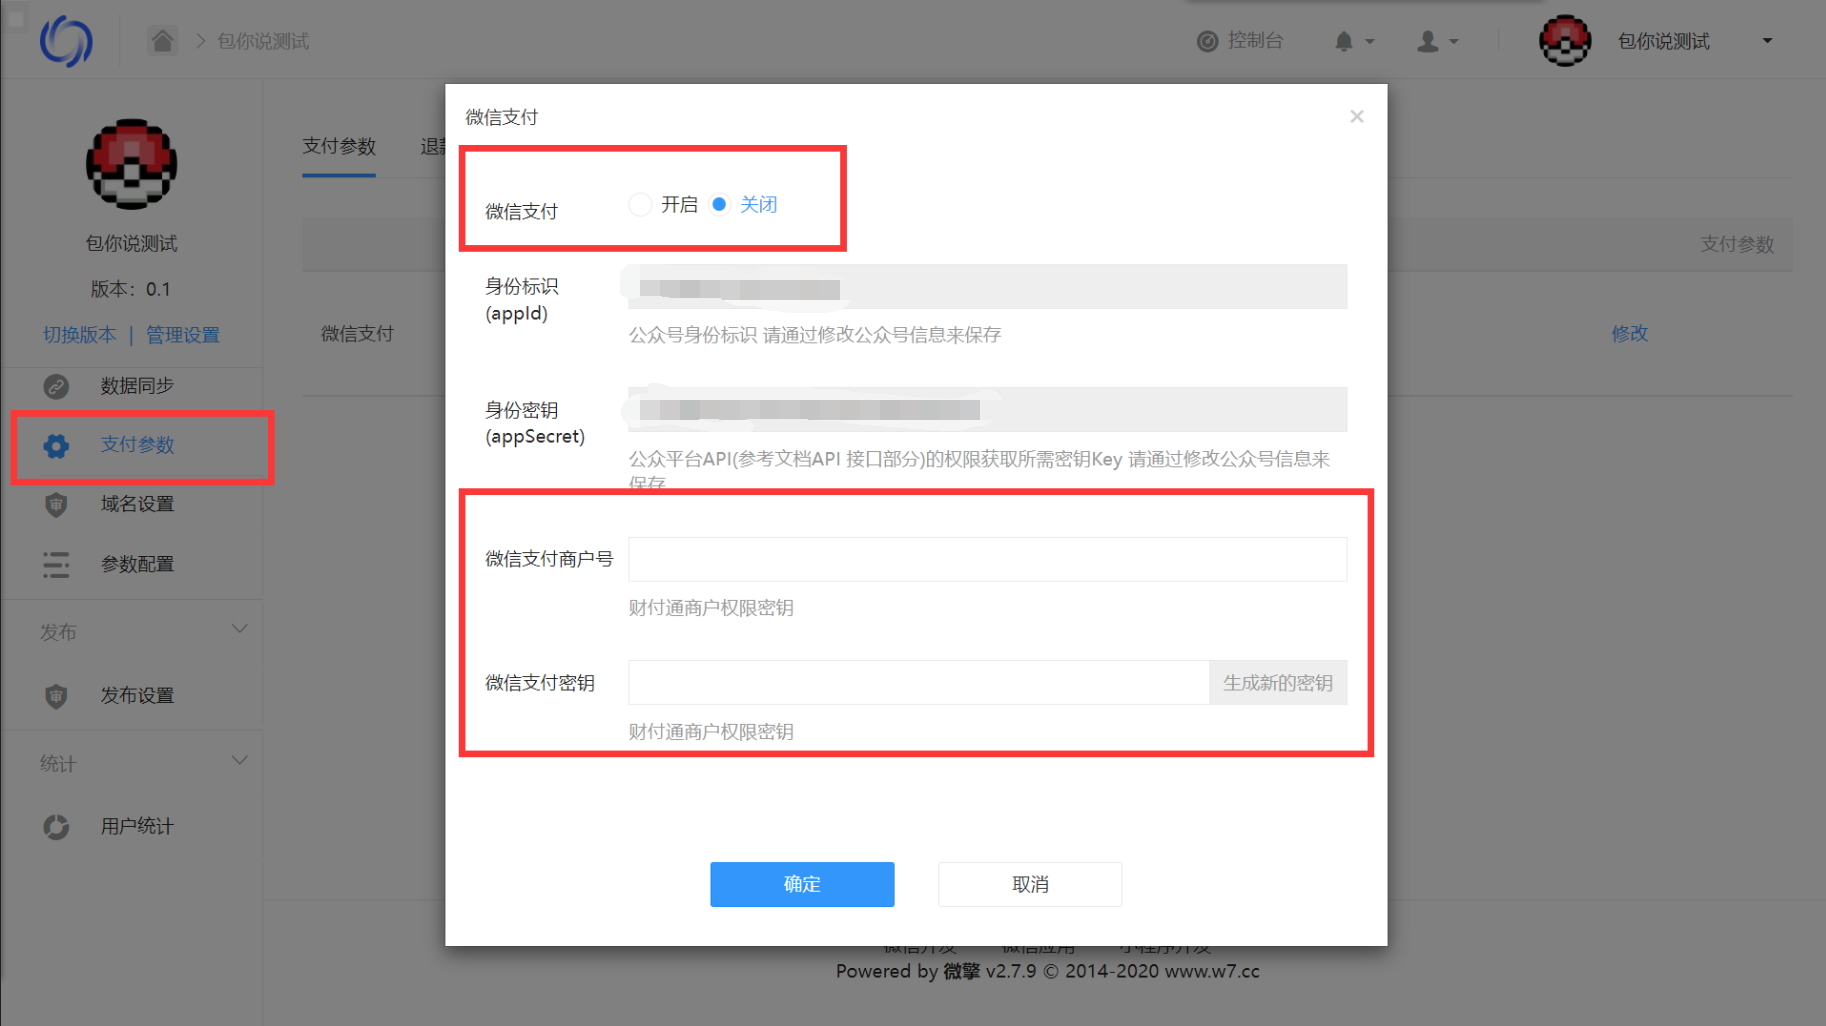 包你说测试
控制台
包你说测试
包你说测试
版本：0.1
切换版本 | 管理设置
数据同步
支付参数
域名设置
参数配置
发布
发布设置
统计
用户统计
支付参数
支付参数
微信支付
修改
微信支付
微信支付
开启
关闭
身份标识
(appId)
公众号身份标识 请通过修改公众号信息来保存
身份密钥
(appSecret)
公众平台API(参考文档API 接口部分)的权限获取所需密钥Key 请通过修改公众号信息来
保存
微信支付商户号
财付通商户权限密钥
微信支付密钥
生成新的密钥
财付通商户权限密钥
确定
取消
微信开发 微信应用 小程序开发
Powered by 微擎 v2.7.9 © 2014-2020 www.w7.cc